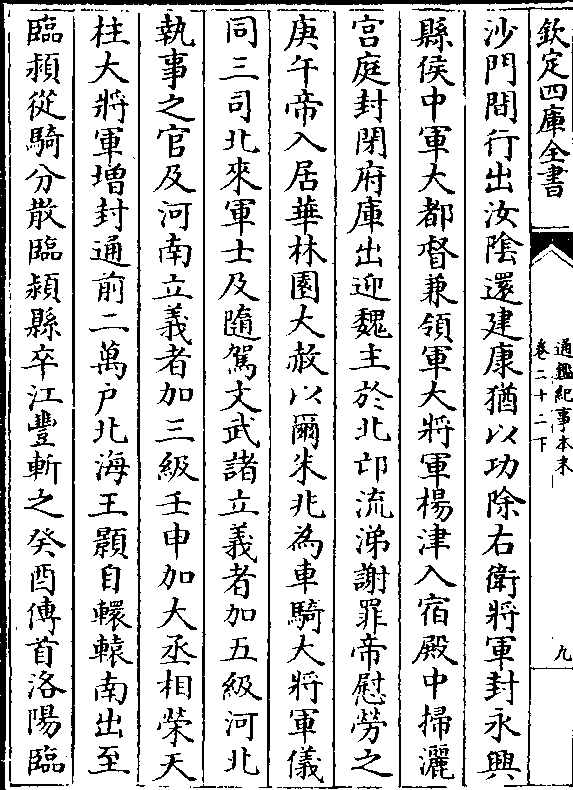 欽定四庫全書
通鑑紀事本末
卷二十二下
九
沙門間行出汝陰還建康猶以功除右衛將軍封永興
縣侯中軍大都督兼領軍大將軍楊津入宿殿中掃灑
宫庭封閉府庫出迎魏主於北邙流涕謝罪帝慰勞之
庚午帝入居華林園大赦以爾朱兆為車騎大將軍儀
同三司北來軍士及隨駕文武諸立義者加五級河北
執事之官及河南立義者加三級壬申加大丞相榮天
柱大將軍增封通前二萬户北海王顥自轘轅南出至
臨潁從騎分散臨潁縣卒江豐斬之癸酉傳首洛陽臨